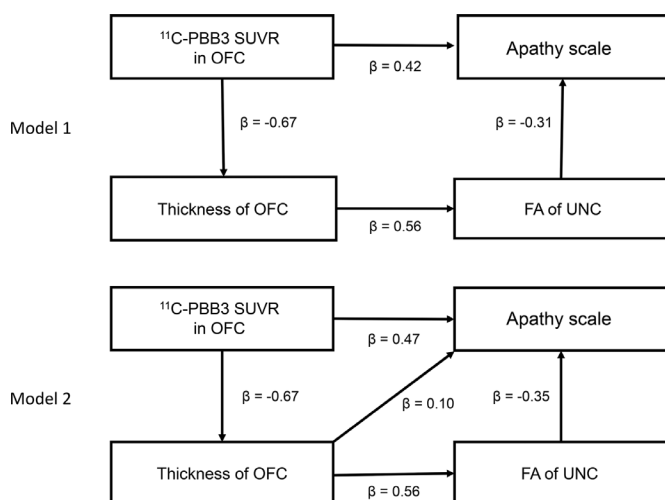 ¹¹C-PBB3 SUVR
in OFC
β = 0.42
Apathy scale
Model 1
β = -0.67
β = -0.31
Thickness of OFC
β = 0.56
FA of UNC
¹¹C-PBB3 SUVR
in OFC
β = 0.47
Apathy scale
Model 2
β = -0.67
β = 0.10
β = -0.35
Thickness of OFC
β = 0.56
FA of UNC